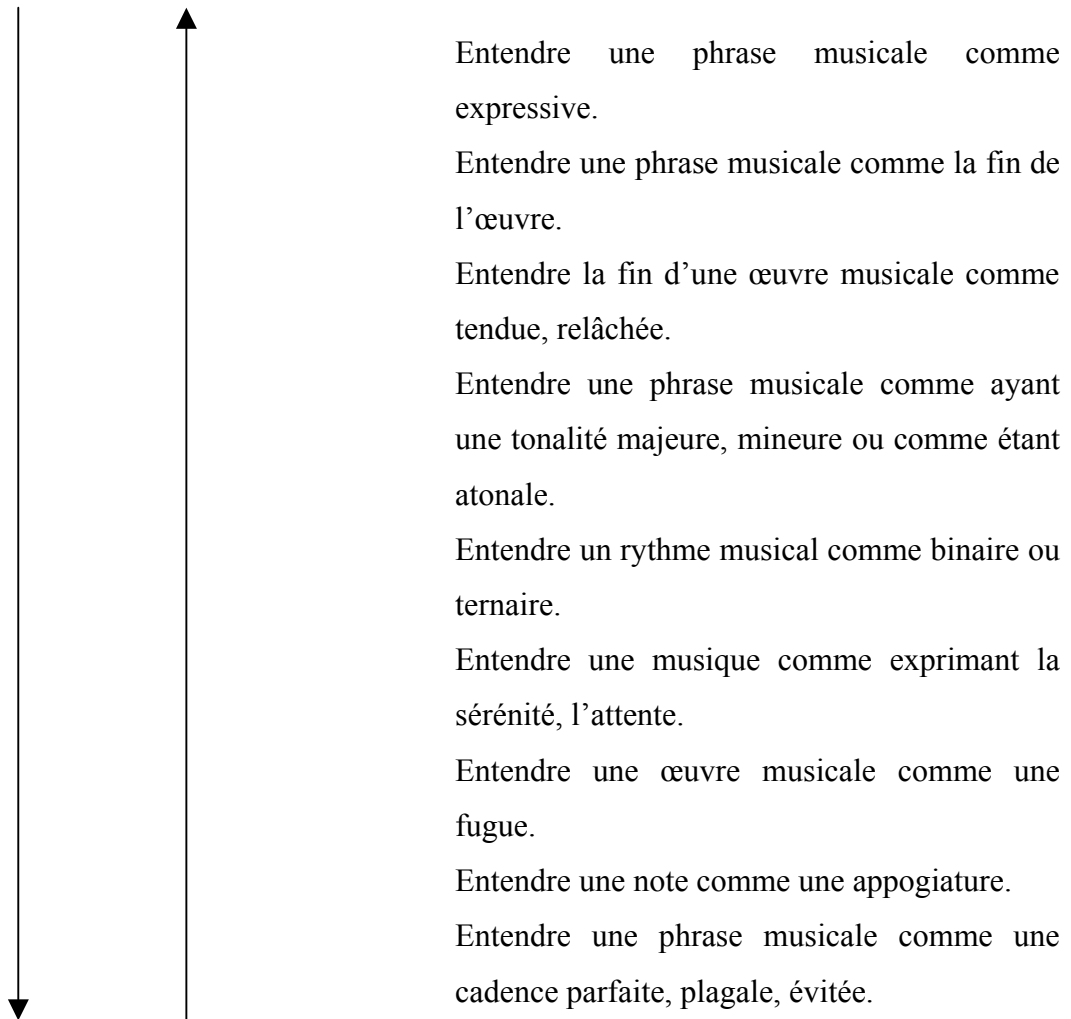 Entendre une phrase musicale comme
expressive.
Entendre une phrase musicale comme la fin de
l’œuvre.
Entendre la fin d’une œuvre musicale comme
tendue, relâchée.
Entendre une phrase musicale comme ayant
une tonalité majeure, mineure ou comme étant
atonale.
Entendre un rythme musical comme binaire ou
ternaire.
Entendre une musique comme exprimant la
sérénité, l’attente.
Entendre une œuvre musicale comme une
fugue.
Entendre une note comme une appogiature.
Entendre une phrase musicale comme une
cadence parfaite, plagale, évitée.